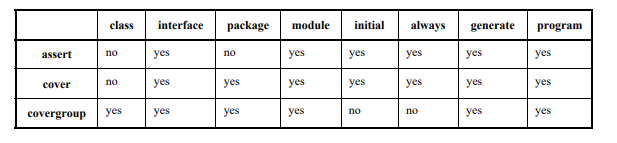 class interface package module initial always generate program
assert no yes no yes yes yes yes yes
cover no yes yes yes yes yes yes yes
covergroup yes yes yes yes no no yes yes